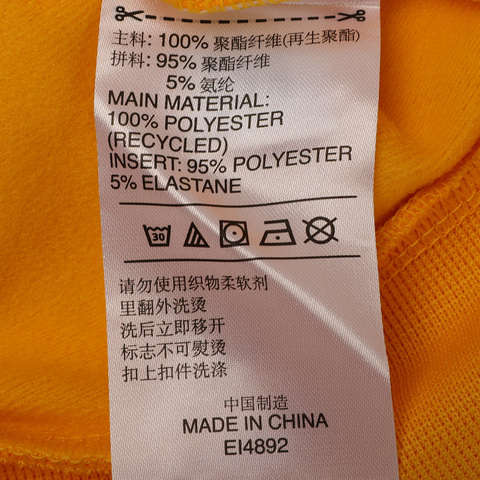 主料: 100% 聚酯纤维(再生聚酯)
拼料: 95% 聚酯纤维
5% 氨纶
MAIN MATERIAL:
100% POLYESTER
(RECYCLED)
INSERT: 95% POLYESTER
5% ELASTANE
30
请勿使用织物柔软剂
里翻外洗烫
洗后立即移开
标志不可熨烫
扣上扣件洗涤
中国制造
MADE IN CHINA
EI4892